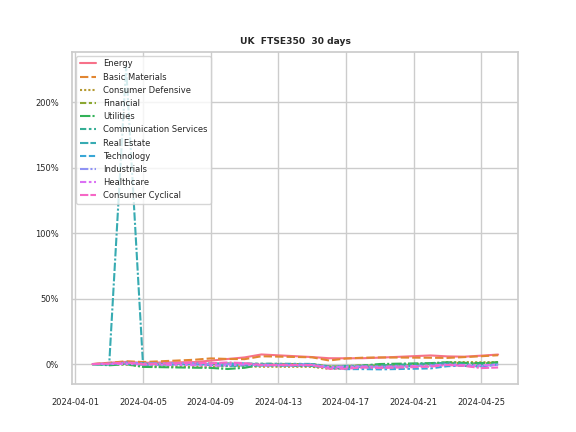 UK FTSE350 30 days
Energy
Basic Materials
Consumer Defensive
Financial
Utilities
Communication Services
Real Estate
Technology
Industrials
Healthcare
Consumer Cyclical
200%
150%
100%
50%
0%
2024-04-01 2024-04-05 2024-04-09 2024-04-13 2024-04-17 2024-04-21 2024-04-25